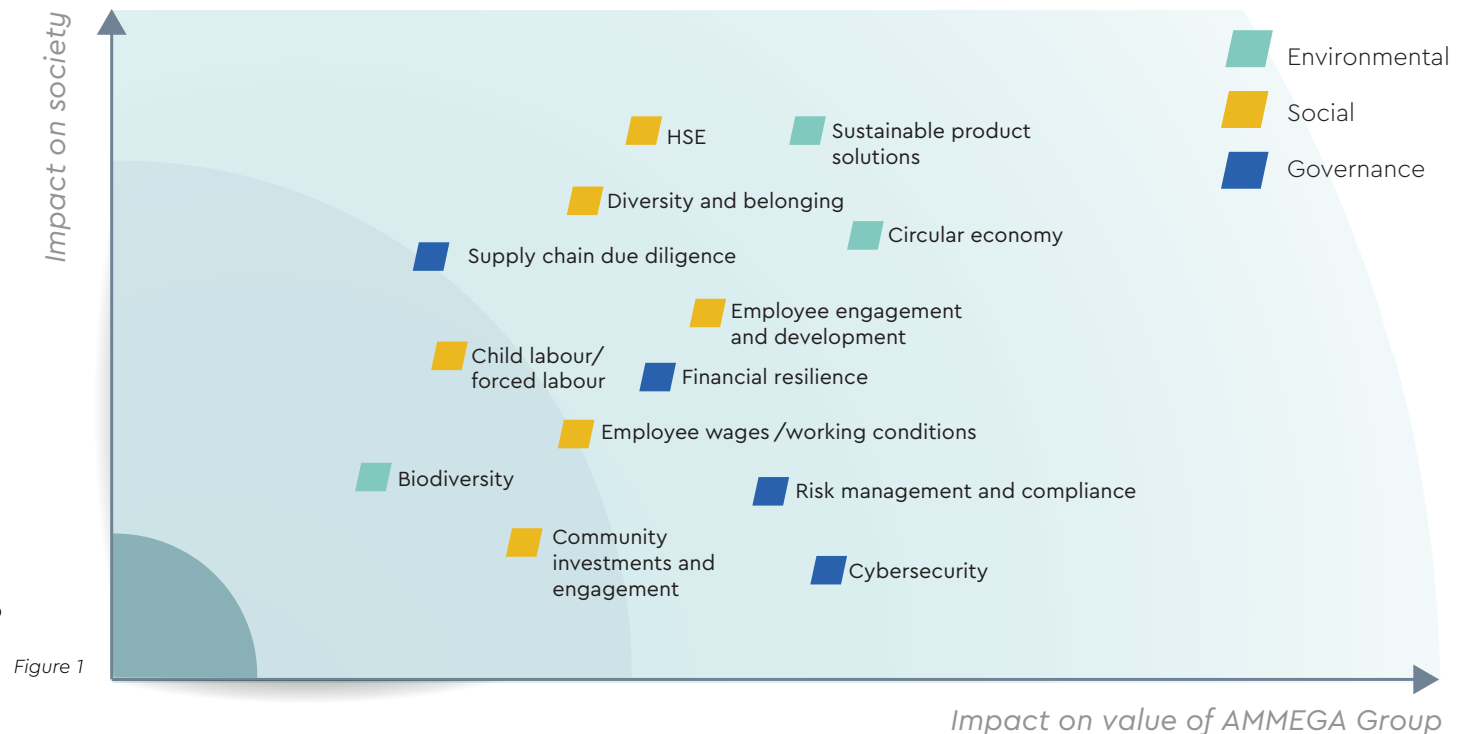 Impact on society
Environmental
Social
Governance
HSE
Sustainable product
solutions
Diversity and belonging
Circular economy
Supply chain due diligence
Employee engagement
and development
Child labour/
forced labour
Financial resilience
Employee wages /working conditions
Biodiversity
Risk management and compliance
Community
investments and
engagement
Cybersecurity
Figure 1
Impact on value of AMMEGA Group